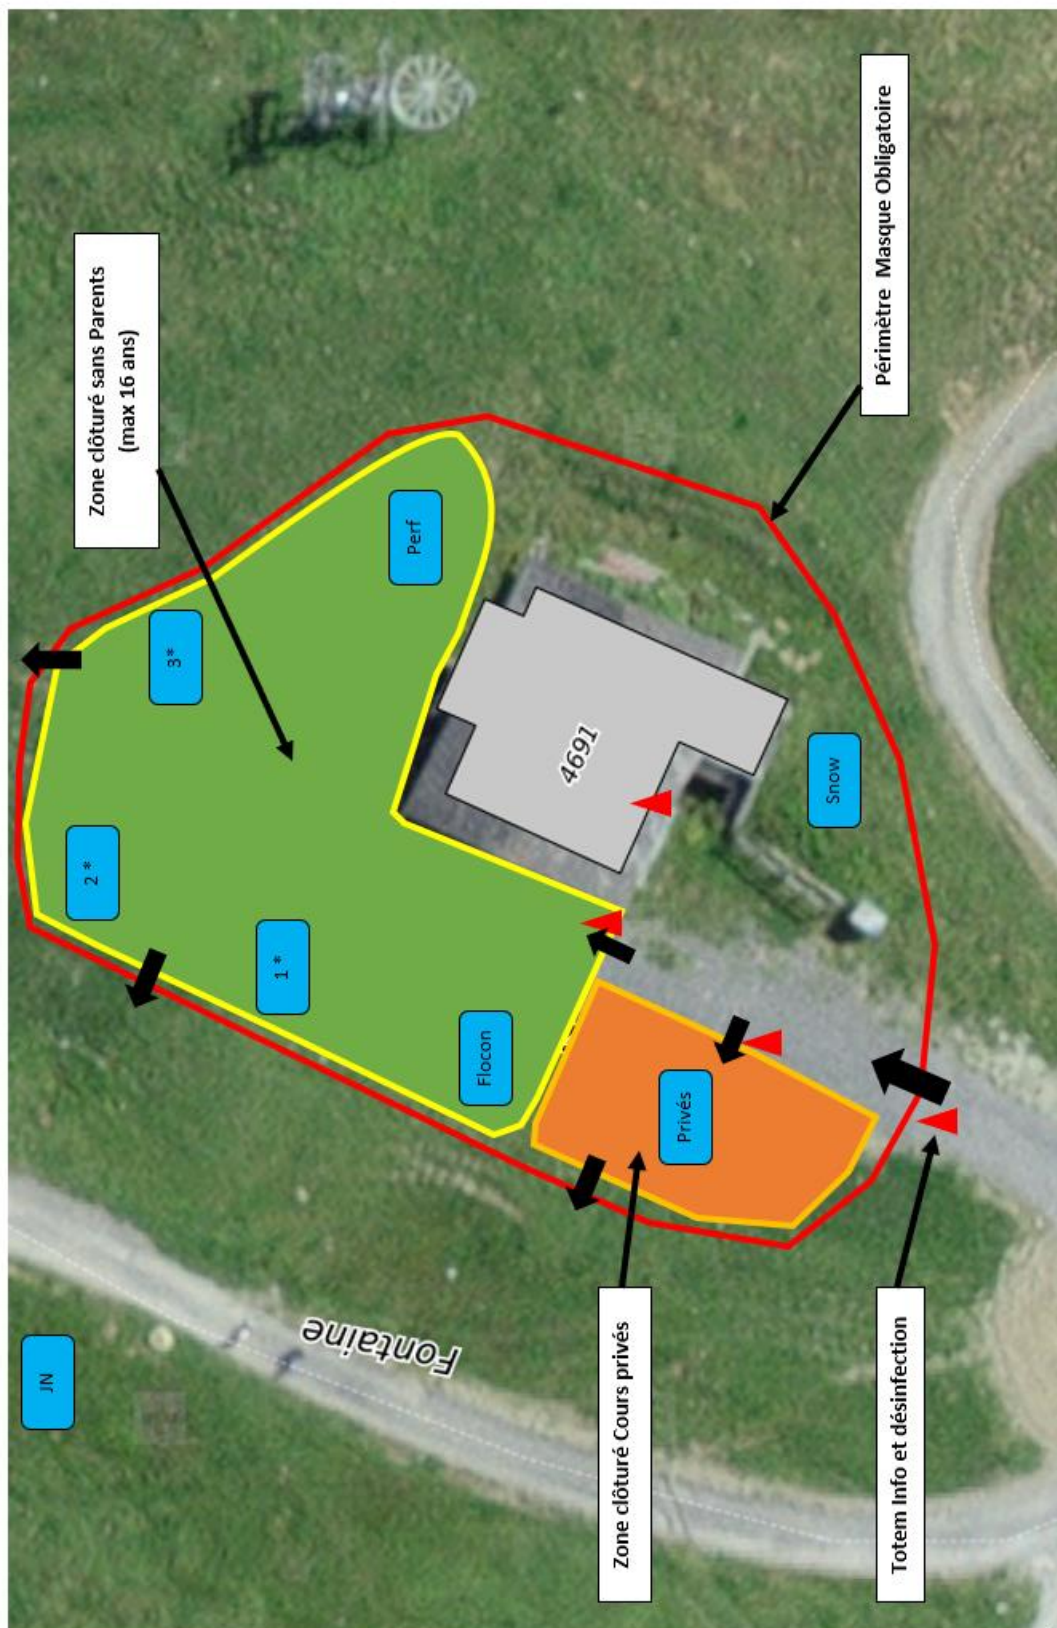 Zone clôturé sans Parents
(max 16 ans)
Périmètre Masque Obligatoire
Perf
3*
2 *
1 *
4691
Snow
Flocon
Privés
Fontaine
JN
Zone clôturé Cours privés
Totem Info et désinfection